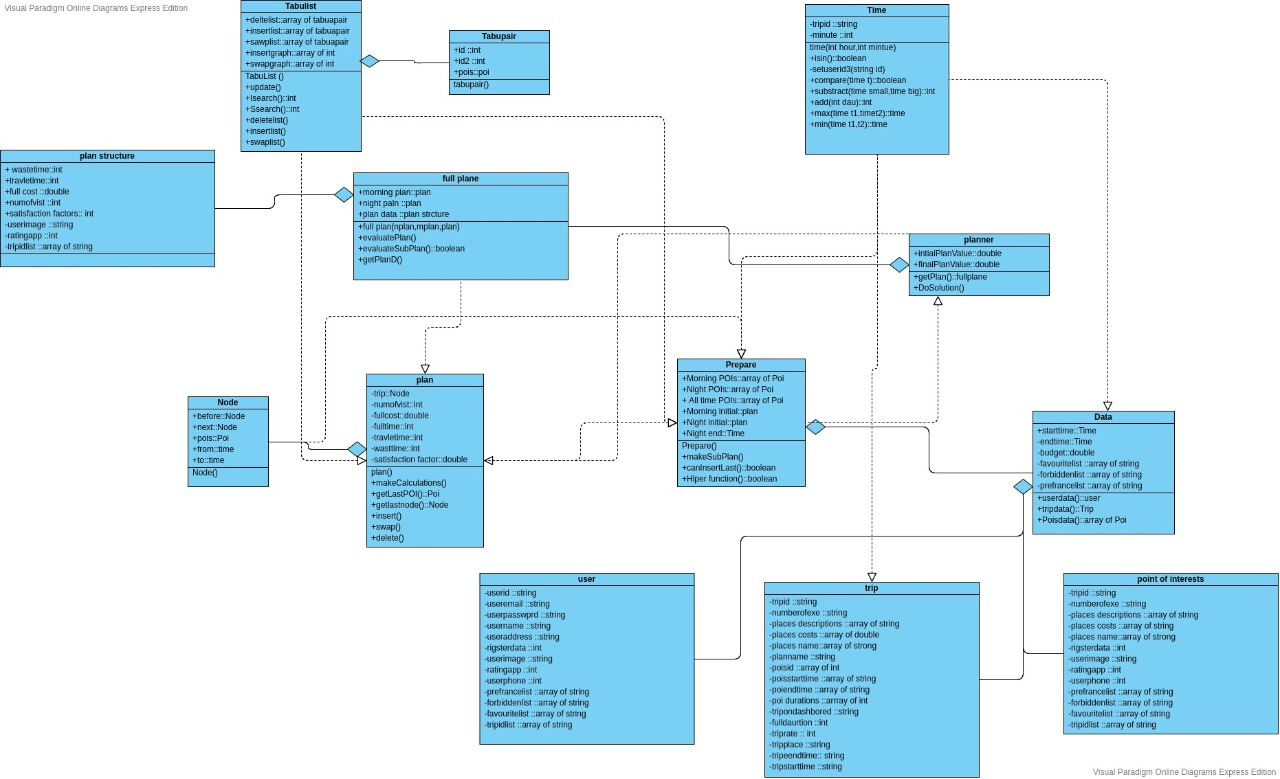 Visual Paradigm Online Diagrams Express Edition
Tabulist
+deltelist::array of tabuapair
+insertlist::array of tabuapair
+sawplist::array of tabuapair
+insertgraph::array of int
+swapgraph::array of int
TabuList ()
+update()
+Isearch()::int
+Ssearch()::int
+deletelist()
+insertlist()
+swaplist()
Tabupair
+id ::int
+id2 ::int
+pois::poi
tabupair()
Time
-tripid ::string
-minute ::int
time(int hour,int mintue)
+isin()::boolean
-setuserid3(string id)
+compare(time t)::boolean
+substract(time small,time big)::int
+add(int dau)::int
+max(time t1,timet2)::time
+min(time t1,t2)::time
plan structure
+ wastetime::int
+travletime::int
+full cost ::double
+numofvist ::int
+satisfaction factors:: int
-userimage ::string
-ratingapp ::int
-tripidlist ::array of string
full plane
+morning plan::plan
+night paln ::plan
+plan data ::plan strcture
+full plan(nplan,mplan,plan)
+evaluatePlan()
+evaluateSubPlan()::boolean
+getPlanD()
planner
+intialPlanValue::double
+finalPlanValue::double
+getPlan()::fullplane
+DoSolution()
Node
+before::Node
+next::Node
+pois::Poi
+from::time
+to::time
Node()
plan
-trip::Node
-numofvist::int
-fullcost::double
-fulltime::int
-travletime::int
-wasttime::int
-satisfaction factor::double
plan()
+makeCalculations()
+getLastPOI()::Poi
+getlastnode()::Node
+insert()
+swap()
+delete()
Prepare
+Morning POIs::array of Poi
+Night POIs::array of Poi
+ All time POIs::array of Poi
+Morning initial::plan
+Night initial::plan
+Night end::Time
Prepare()
+makeSubPlan()
+canInsertLast()::boolean
+Hlper function()::boolean
Data
+starttime::Time
-endtime::Time
-budget::double
-favouritelist ::array of string
-forbiddenlist ::array of string
-prefrancelist ::array of string
+userdata()::user
+tripdata()::Trip
+Poisdata()::array of Poi
user
-userid ::string
-useremail ::string
-userpasswprd ::string
-username ::string
-useraddress ::string
-rigsterdata ::int
-userimage ::string
-ratingapp ::int
-userphone ::int
-prefrancelist ::array of string
-forbiddenlist ::array of string
-favouritelist ::array of string
-tripidlist ::array of string
trip
-tripid ::string
-numberofexe ::string
-places descriptions ::array of string
-places costs ::array of double
-places name::array of strong
-planname ::string
-poisid ::array of int
-poisstarttime ::array of string
-poiendtime ::array of string
-poi durations ::arrray of int
-tripondashbored ::string
-fulldaurtion ::int
-triprate :: int
-tripplace ::string
-tripeendtime:: string
-tripstarttime ::string
point of interests
-tripid ::string
-numberofexe ::string
-places descriptions ::array of string
-places costs ::array of string
-places name::array of strong
-rigsterdata ::int
-userimage ::string
-ratingapp ::int
-userphone ::int
-prefrancelist ::array of string
-forbiddenlist ::array of string
-favouritelist ::array of string
-tripidlist ::array of string
Visual Paradigm Online Diagrams Express Edition